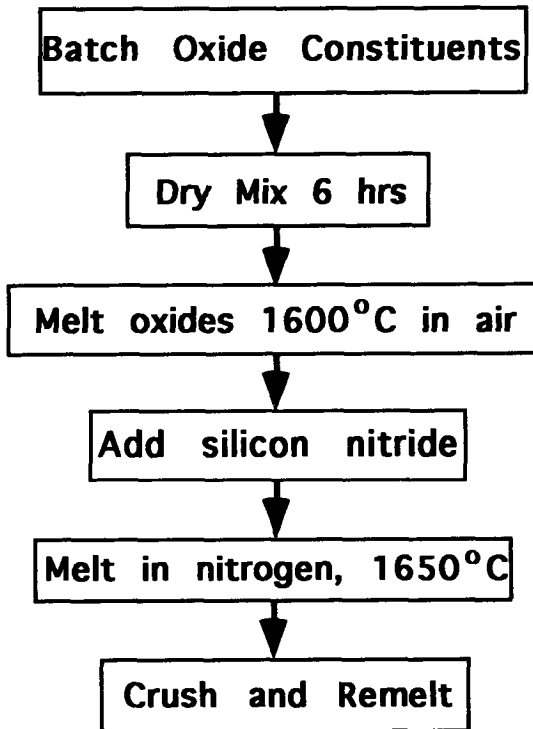 Batch Oxide Constituents
Dry Mix 6 hrs
Melt oxides 1600°C in air
Add silicon nitride
Melt in nitrogen, 1650°C
Crush and Remelt